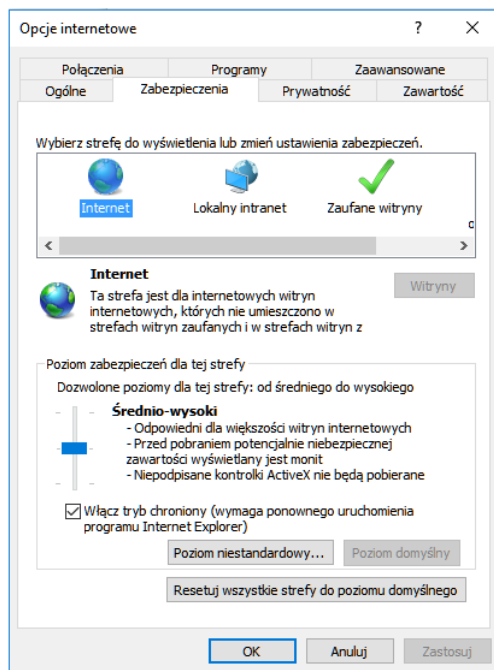 Opcje internetowe
?
Połączenia Programy Zaawansowane
Ogólne Zabezpieczenia Prywatność Zawartość
Wybierz strefę do wyświetlenia lub zmień ustawienia zabezpieczeń.
Internet Lokalny intranet Zaufane witryny
Internet
Witryny
Ta strefa jest dla internetowych witryn
internetowych, których nie umieszczono w
strefach witryn zaufanych i w strefach witryn z
Poziom zabezpieczeń dla tej strefy
Dozwolone poziomy dla tej strefy: od średniego do wysokiego
Średnio-wysoki
- Odpowiedni dla większości witryn internetowych
- Przed pobraniem potencjalnie niebezpiecznej
zawartości wyświetlany jest monit
- Niepodpisane kontrolki ActiveX nie będą pobierane
Włącz tryb chroniony (wymaga ponownego uruchomienia
programu Internet Explorer)
Poziom niestandardowy... Poziom domyślny
Resetuj wszystkie strefy do poziomu domyślnego
OK Anuluj Zastosuj